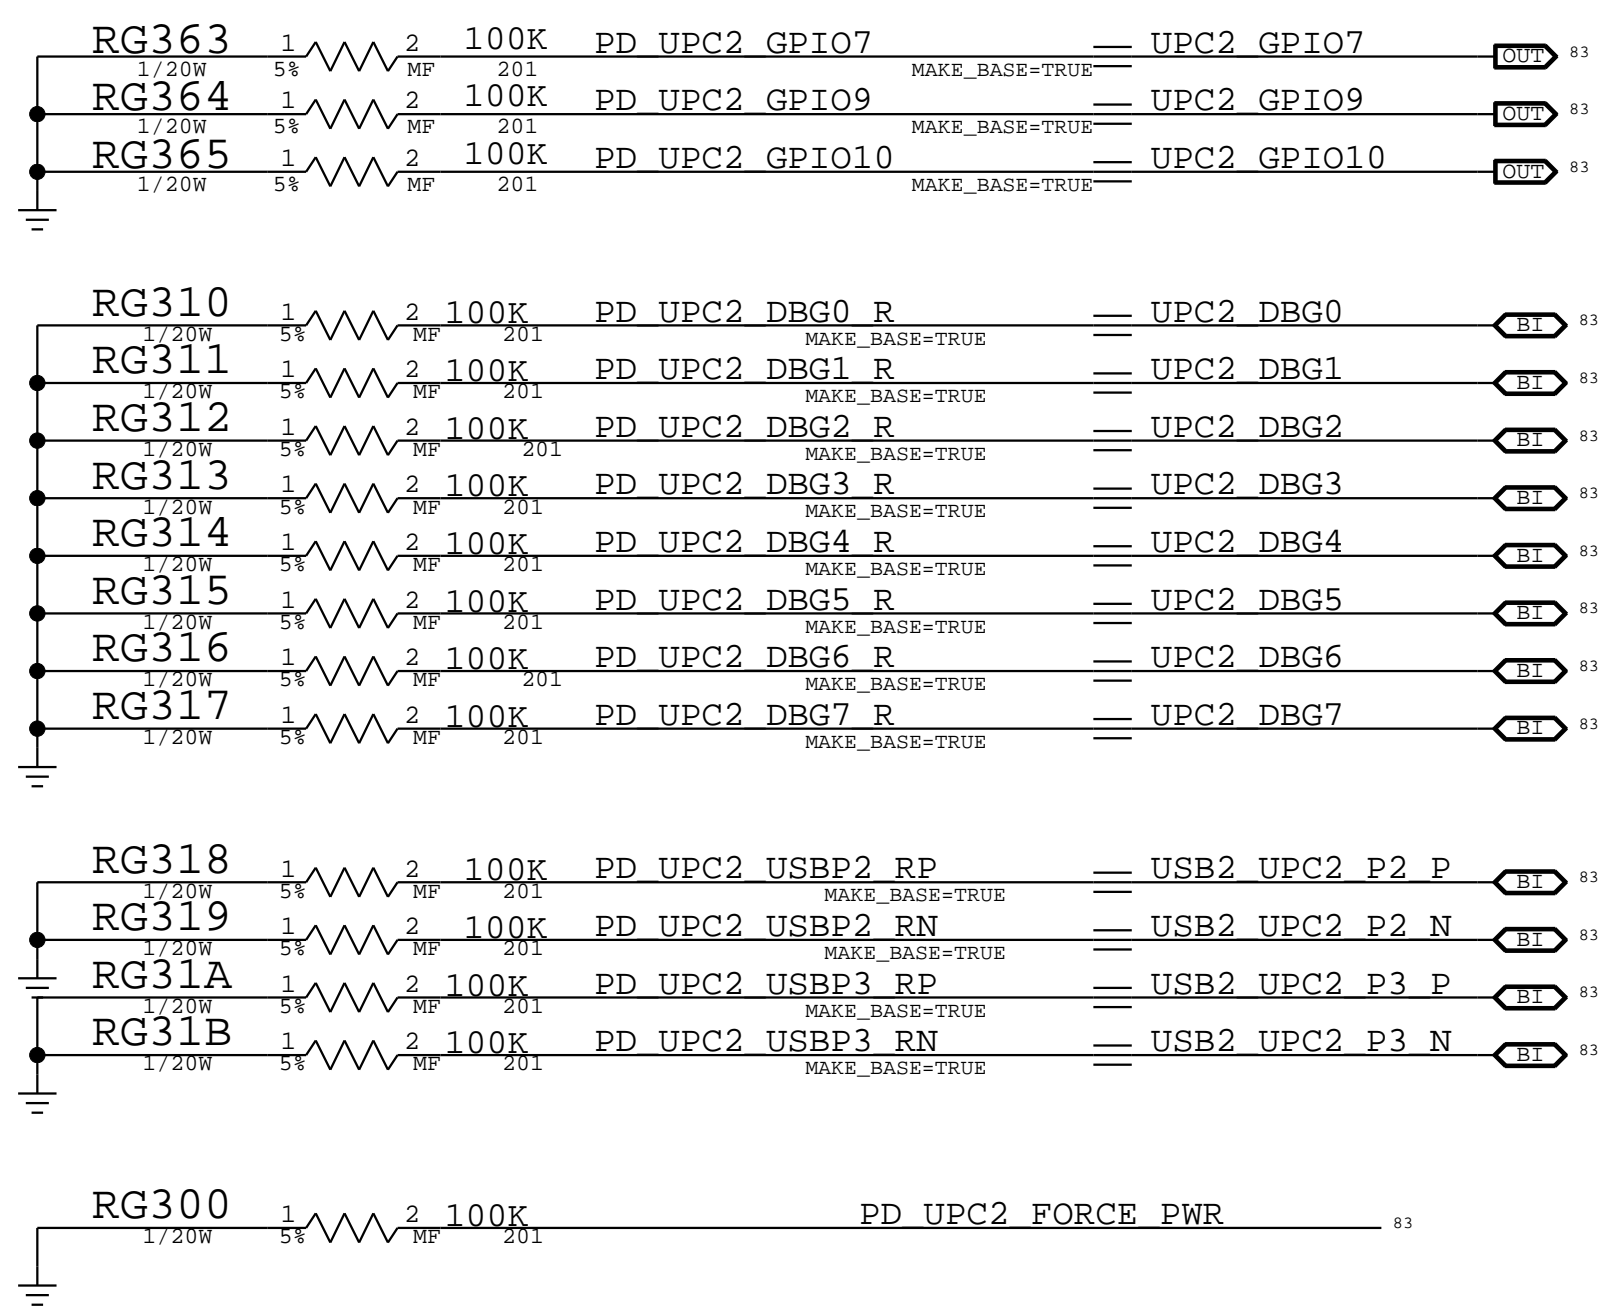 RG363 1 2 100K PD_UPC2_GPIO7 UPC2_GPIO7 OUT 83
1/20W 5% MF 201 MAKE_BASE=TRUE
RG364 1 2 100K PD_UPC2_GPIO9 UPC2_GPIO9 OUT 83
1/20W 5% MF 201 MAKE_BASE=TRUE
RG365 1 2 100K PD_UPC2_GPIO10 UPC2_GPIO10 OUT 83
1/20W 5% MF 201 MAKE_BASE=TRUE
RG310 1 2 100K PD_UPC2_DBG0_R UPC2_DBG0 BI 83
1/20W 5% MF 201 MAKE_BASE=TRUE
RG311 1 2 100K PD_UPC2_DBG1_R UPC2_DBG1 BI 83
1/20W 5% MF 201 MAKE_BASE=TRUE
RG312 1 2 100K PD_UPC2_DBG2_R UPC2_DBG2 BI 83
1/20W 5% MF 201 MAKE_BASE=TRUE
RG313 1 2 100K PD_UPC2_DBG3_R UPC2_DBG3 BI 83
1/20W 5% MF 201 MAKE_BASE=TRUE
RG314 1 2 100K PD_UPC2_DBG4_R UPC2_DBG4 BI 83
1/20W 5% MF 201 MAKE_BASE=TRUE
RG315 1 2 100K PD_UPC2_DBG5_R UPC2_DBG5 BI 83
1/20W 5% MF 201 MAKE_BASE=TRUE
RG316 1 2 100K PD_UPC2_DBG6_R UPC2_DBG6 BI 83
1/20W 5% MF 201 MAKE_BASE=TRUE
RG317 1 2 100K PD_UPC2_DBG7_R UPC2_DBG7 BI 83
1/20W 5% MF 201 MAKE_BASE=TRUE
RG318 1 2 100K PD_UPC2_USBP2_RP USB2_UPC2_P2_P BI 83
1/20W 5% MF 201 MAKE_BASE=TRUE
RG319 1 2 100K PD_UPC2_USBP2_RN USB2_UPC2_P2_N BI 83
1/20W 5% MF 201 MAKE_BASE=TRUE
RG31A 1 2 100K PD_UPC2_USBP3_RP USB2_UPC2_P3_P BI 83
1/20W 5% MF 201 MAKE_BASE=TRUE
RG31B 1 2 100K PD_UPC2_USBP3_RN USB2_UPC2_P3_N BI 83
1/20W 5% MF 201 MAKE_BASE=TRUE
RG300 1 2 100K PD_UPC2_FORCE_PWR 83
1/20W 5% MF 201